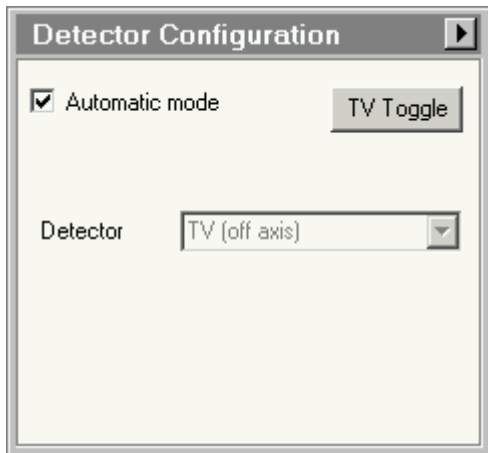 Detector Configuration
Automatic mode
TV Toggle
Detector
TV (off axis)